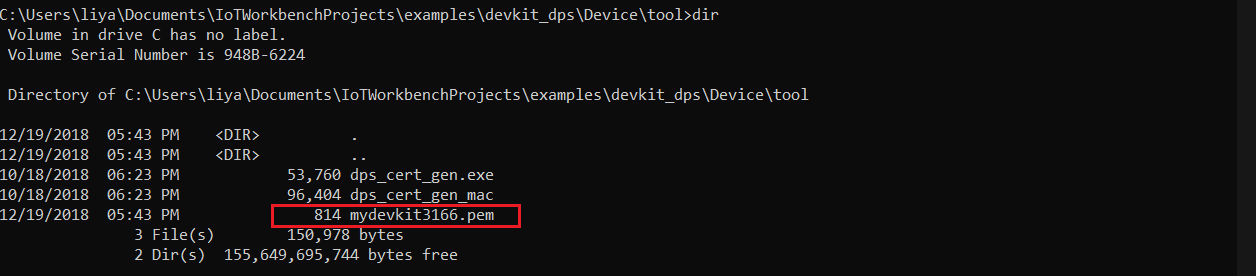 C:\Users\liya\Documents\IoTWorkbenchProjects\examples\devkit_dps\Device\tool>dir
 Volume in drive C has no label.
 Volume Serial Number is 948B-6224

 Directory of C:\Users\liya\Documents\IoTWorkbenchProjects\examples\devkit_dps\Device\tool

12/19/2018  05:43 PM    <DIR>          .
12/19/2018  05:43 PM    <DIR>          ..
10/18/2018  06:23 PM            53,760 dps_cert_gen.exe
10/18/2018  06:23 PM            96,404 dps_cert_gen_mac
12/19/2018  05:43 PM               814 mydevkit3166.pem
               3 File(s)        150,978 bytes
               2 Dir(s)  155,649,695,744 bytes free